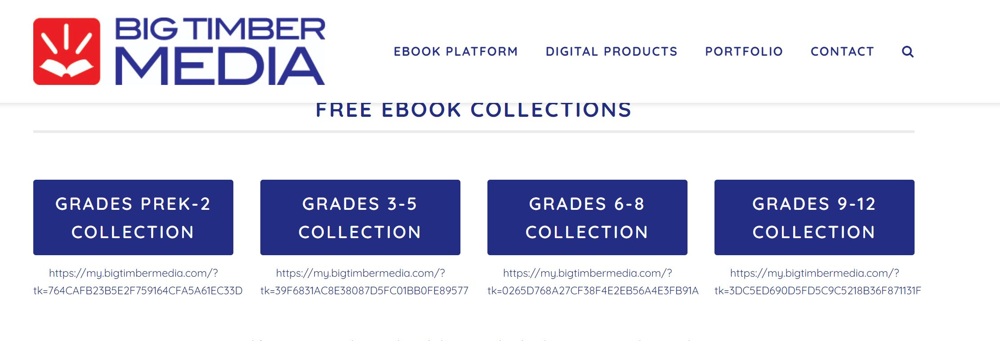 BIG TIMBER
MEDIA
EBOOK PLATFORM DIGITAL PRODUCTS PORTFOLIO CONTACT
FREE EBOOK COLLECTIONS
GRADES PREK-2
COLLECTION
https://my.bigtimbermedia.com/?
tk=764CAFB23B5E2F759164CFA5A61EC33D
GRADES 3-5
COLLECTION
https://my.bigtimbermedia.com/?
tk=39F6831AC8E38087D5FC01BB0FE89577
GRADES 6-8
COLLECTION
https://my.bigtimbermedia.com/?
tk=0265D768A27CF38F4E2EB56A4E3FB91A
GRADES 9-12
COLLECTION
https://my.bigtimbermedia.com/?
tk=3DC5ED690D5FD5C9C5218B36F871131F